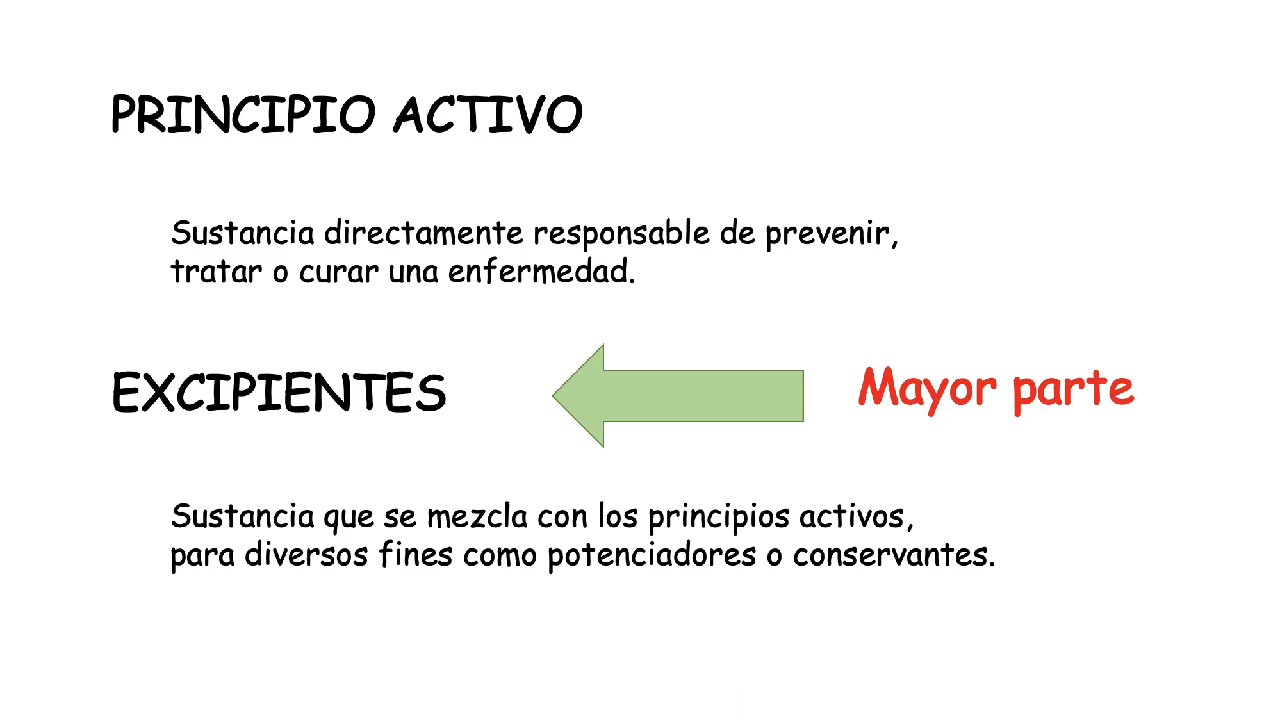 PRINCIPIO ACTIVO
Sustancia directamente responsable de prevenir,
tratar o curar una enfermedad.
EXCIPIENTES
Mayor parte
Sustancia que se mezcla con los principios activos,
para diversos fines como potenciadores o conservantes.